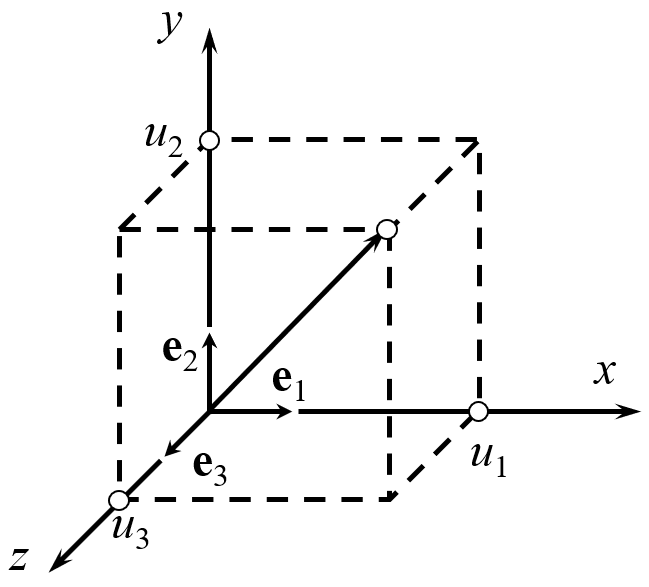 y
u₂
e₂
e₁
x
e₃
u₁
u₃
z